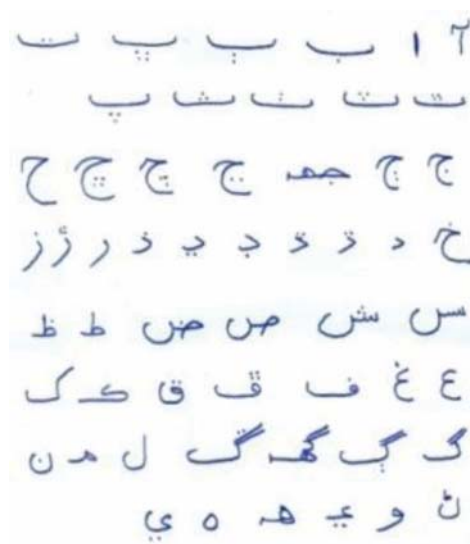 آ ا ب ٻ ڀ ت
ٿ ٽ ٺ ث پ
ج ڄ جھ ڃ چ ڇ ح
خ د ڌ ڏ ڊ ڍ ذ ر ڙ ز
س ش ص ض ط ظ
ع غ ف ڦ ق ڪ ک
گ ڳ گھ ڱ ل م ن
ڻ و ء ھ ه ي